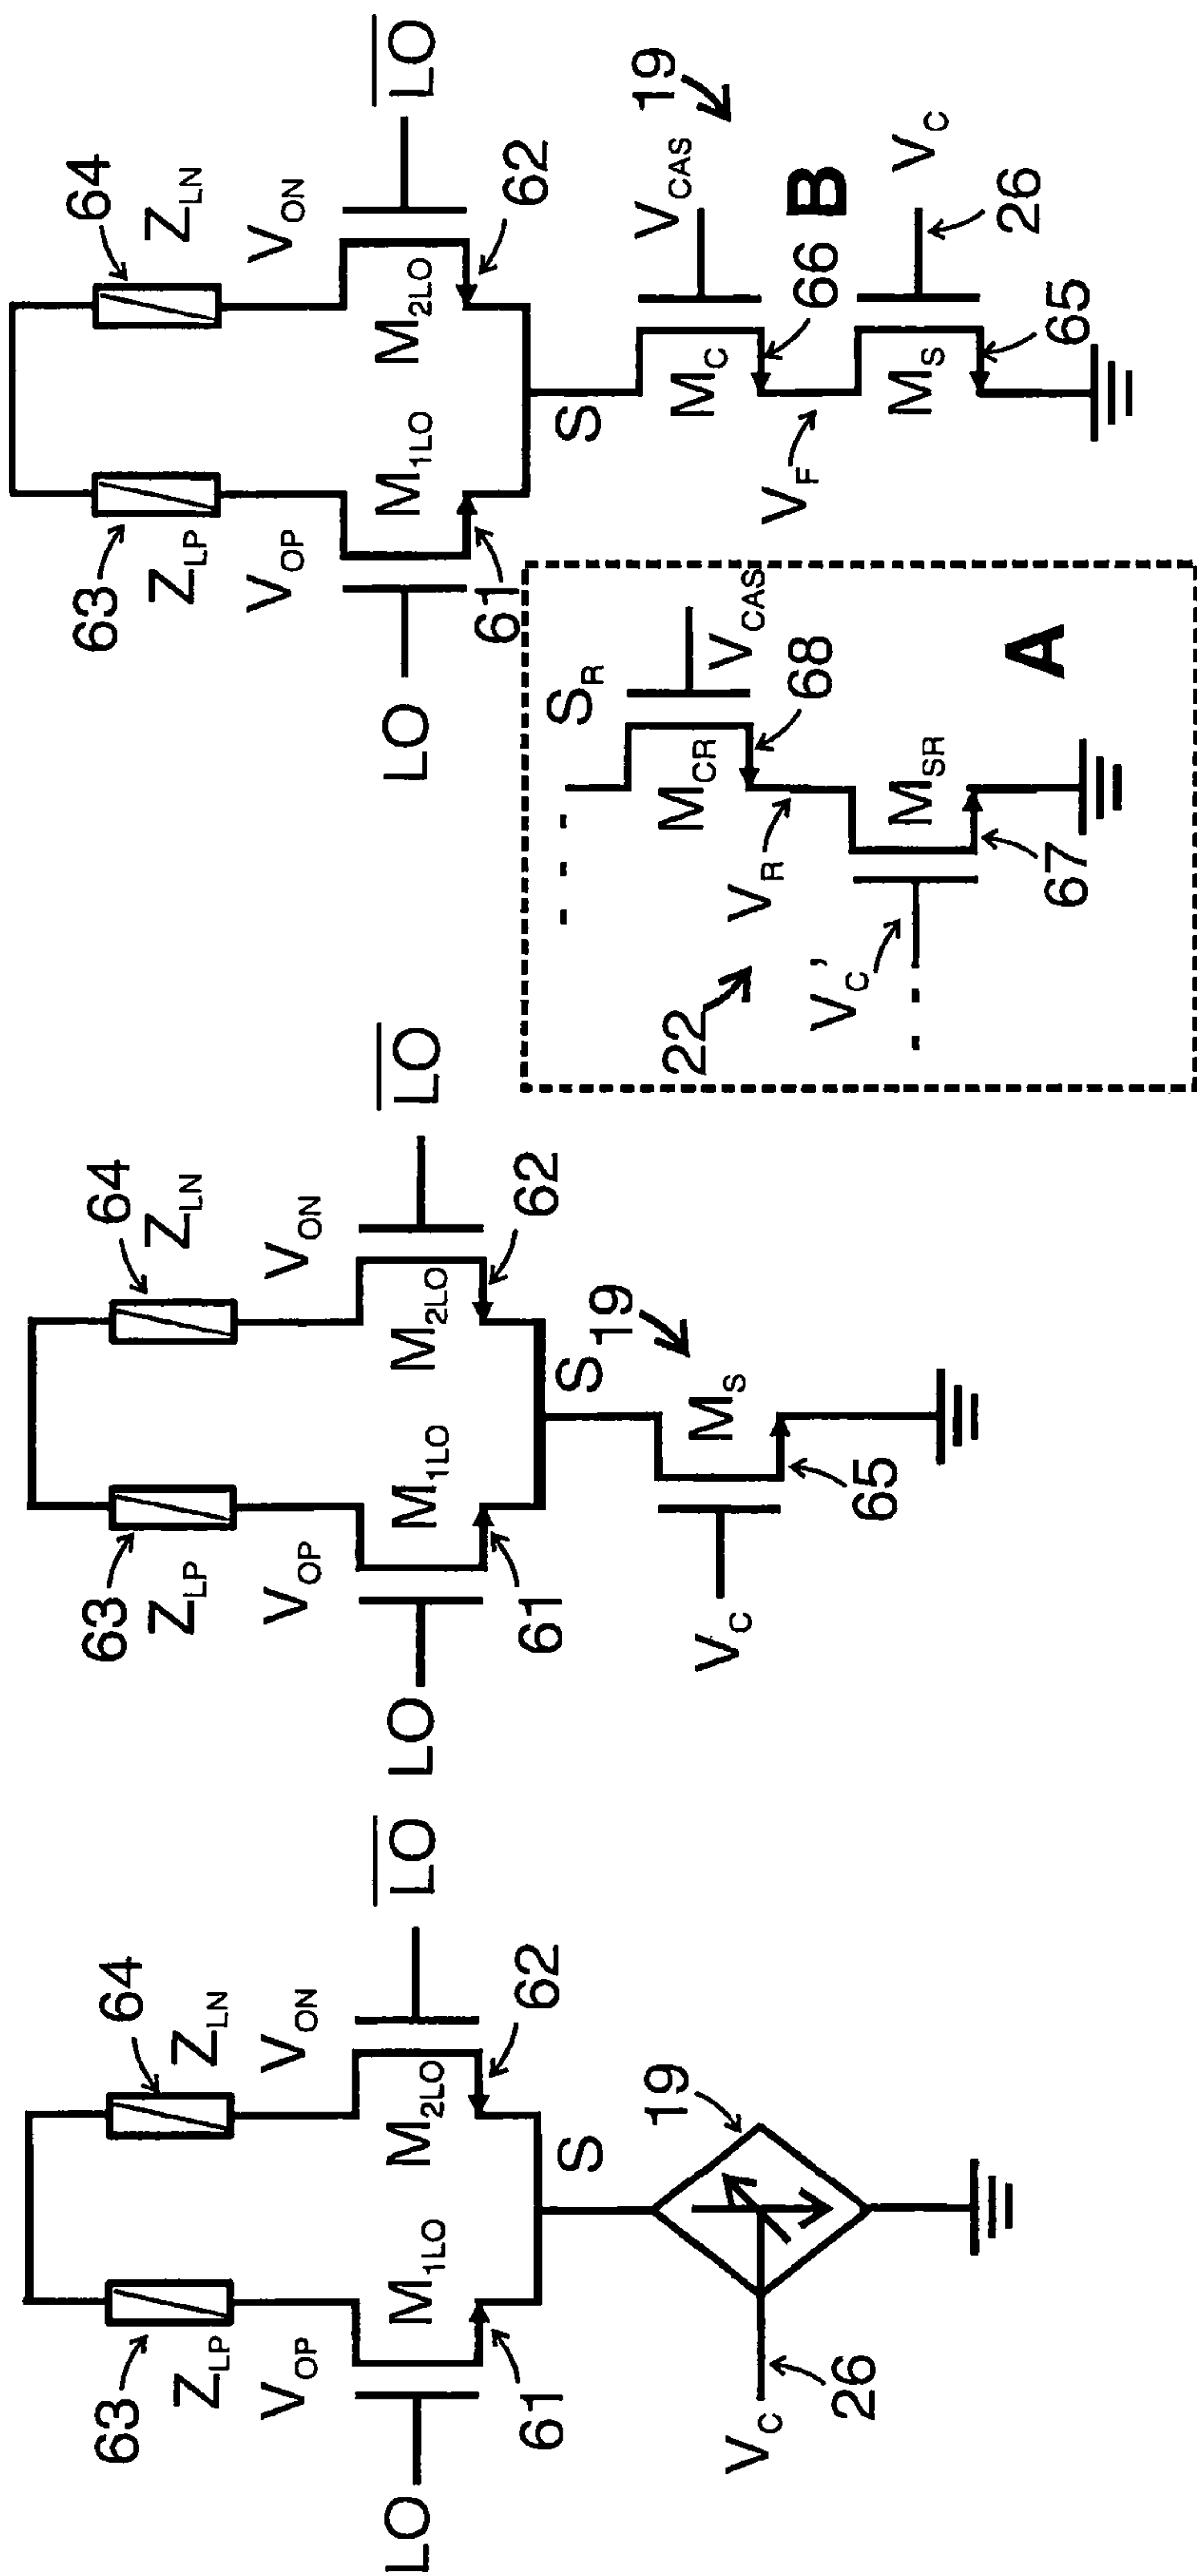 63
64
Z_LP
Z_LN
V_OP
V_ON
LO
M_1LO
M_2LO
L̅O̅
61
62
S
19
V_C
26
63
64
Z_LP
Z_LN
V_OP
V_ON
LO
M_1LO
M_2LO
L̅O̅
61
62
S
19
V_C
M_S
65
63
64
Z_LP
Z_LN
V_OP
V_ON
LO
M_1LO
M_2LO
L̅O̅
61
62
S
19
V_CAS
M_C
66
B
V_F
M_S
V_C
26
65
S_R
M_CR
V_CAS
68
22
V_R
V_C'
M_SR
67
A